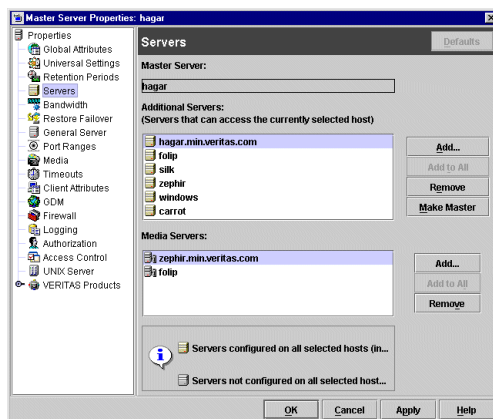 Master Server Properties: hagar
Properties
Global Attributes
Universal Settings
Retention Periods
Servers
Bandwidth
Restore Failover
General Server
Port Ranges
Media
Timeouts
Client Attributes
GDM
Firewall
Logging
Authorization
Access Control
UNIX Server
VERITAS Products
Servers
Defaults
Master Server:
hagar
Additional Servers:
(Servers that can access the currently selected host)
hagar.min.veritas.com
folip
silk
zephir
windows
carrot
Add...
Add to All
Remove
Make Master
Media Servers:
zephir.min.veritas.com
folip
Add...
Add to All
Remove
Servers configured on all selected hosts (in...
Servers not configured on all selected host...
OK
Cancel
Apply
Help